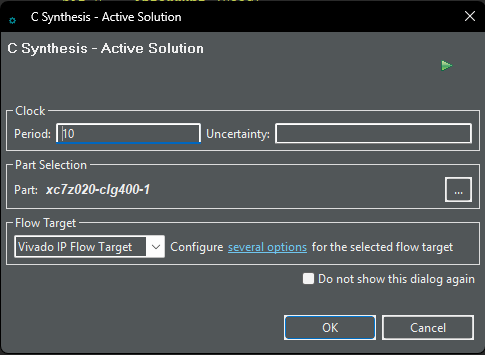 C Synthesis - Active Solution
C Synthesis - Active Solution
Clock
Period: 10 Uncertainty:
Part Selection
Part: xc7z020-clg400-1 ...
Flow Target
Vivado IP Flow Target Configure several options for the selected flow target
Do not show this dialog again
OK Cancel